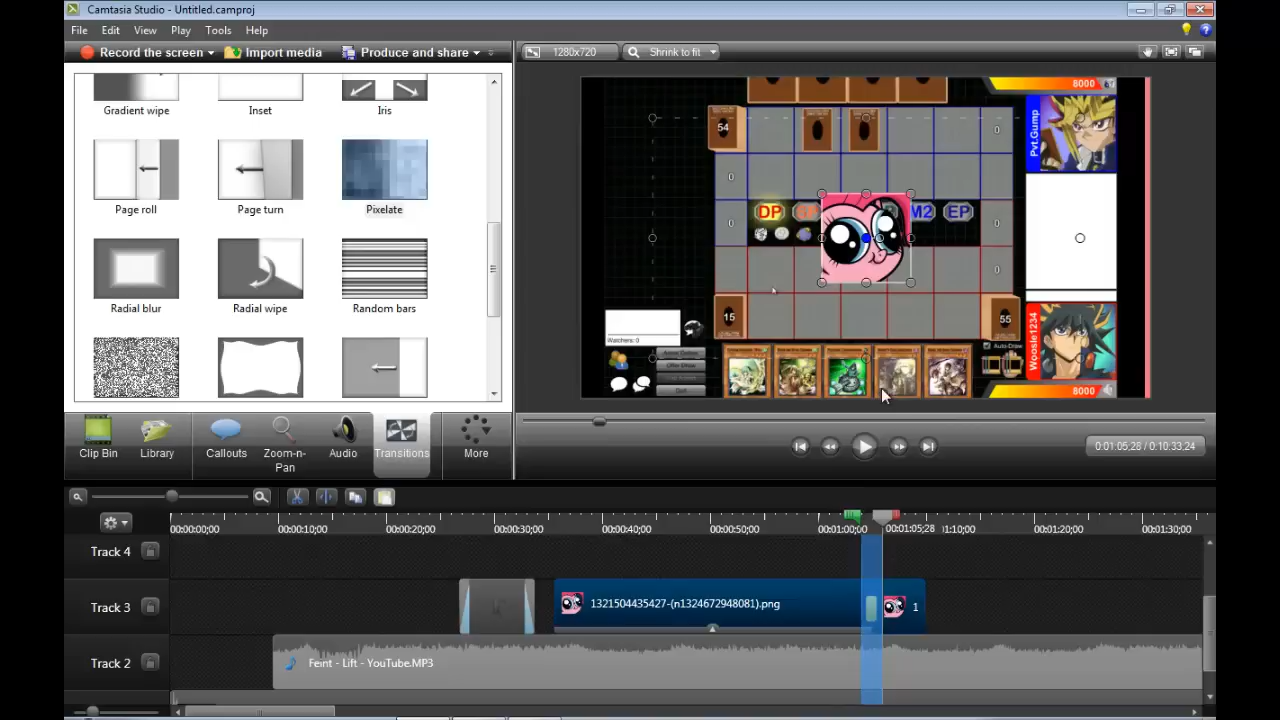 Camtasia Studio - Untitled.camproj
File Edit View Play Tools Help
Record the screen Import media Produce and share
1280x720 Shrink to fit
Gradient wipe Inset Iris
Page roll Page turn Pixelate
Radial blur Radial wipe Random bars
8000
54
0
Pvt.Gump
0
0
DP M2 EP
0
0
15
55
Watchers: 0
Auto-Draw
Woosle1234
8000
Clip Bin Library Callouts Zoom-n-Pan Audio Transitions More
0:01:05;28 / 0:10:33;24
00:00:00;00 00:00:10;00 00:00:20;00 00:00:30;00 00:00:40;00 00:00:50;00 00:01:00;00 00:01:05;28 00:01:20;00 00:01:30;00
Track 4
Track 3 1321504435427-(n1324672948081).png 1
Track 2 Feint - Lift - YouTube.MP3